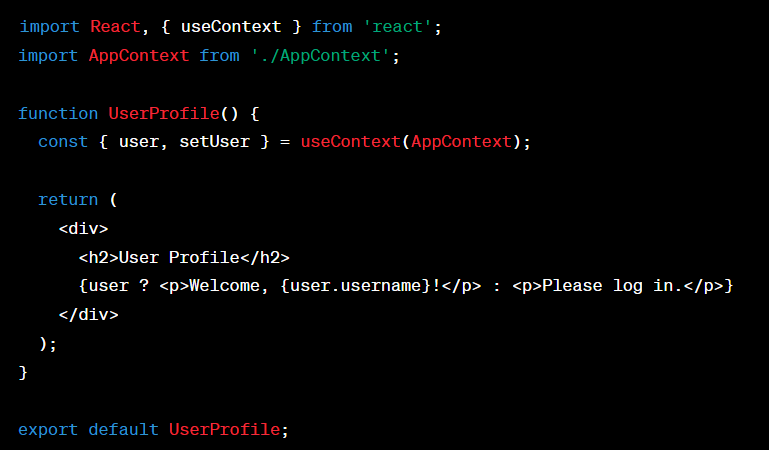 import React, { useContext } from 'react';
import AppContext from './AppContext';

function UserProfile() {
  const { user, setUser } = useContext(AppContext);

  return (
    <div>
      <h2>User Profile</h2>
      {user ? <p>Welcome, {user.username}!</p> : <p>Please log in.</p>}
    </div>
  );
}

export default UserProfile;